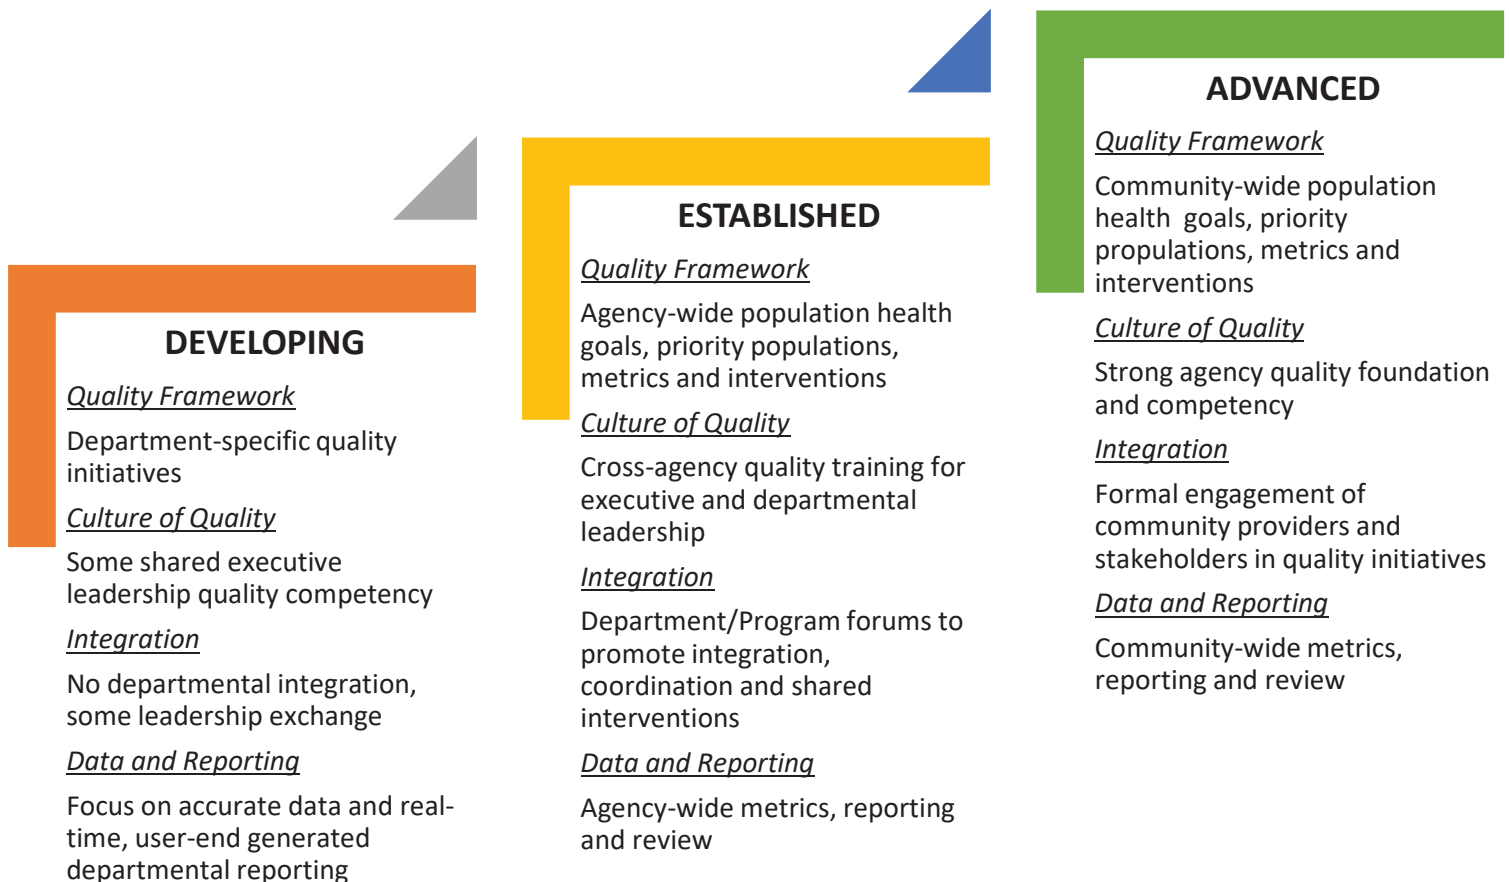 DEVELOPING
Quality Framework
Department-specific quality
initiatives
Culture of Quality
Some shared executive
leadership quality competency
Integration
No departmental integration,
some leadership exchange
Data and Reporting
Focus on accurate data and real-
time, user-end generated
departmental reporting
ESTABLISHED
Quality Framework
Agency-wide population health
goals, priority populations,
metrics and interventions
Culture of Quality
Cross-agency quality training for
executive and departmental
leadership
Integration
Department/Program forums to
promote integration,
coordination and shared
interventions
Data and Reporting
Agency-wide metrics, reporting
and review
ADVANCED
Quality Framework
Community-wide population
health  goals, priority
propulations, metrics and
interventions
Culture of Quality
Strong agency quality foundation
and competency
Integration
Formal engagement of
community providers and
stakeholders in quality initiatives
Data and Reporting
Community-wide metrics,
reporting and review